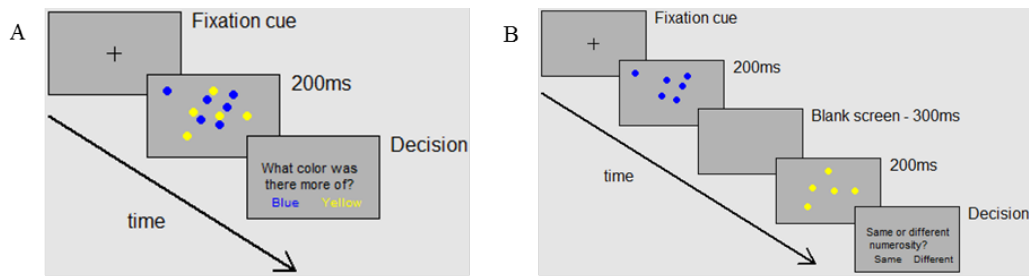 A
Fixation cue
200ms
Decision
What color was
there more of?
Blue Yellow
time
B
Fixation cue
200ms
Blank screen - 300ms
200ms
Decision
Same or different
numerosity?
Same Different
time